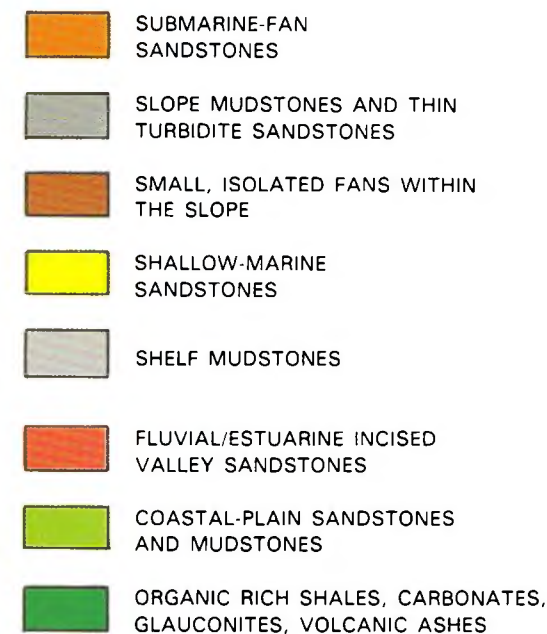 SUBMARINE-FAN
SANDSTONES
SLOPE MUDSTONES AND THIN
TURBIDITE SANDSTONES
SMALL, ISOLATED FANS WITHIN
THE SLOPE
SHALLOW-MARINE
SANDSTONES
SHELF MUDSTONES
FLUVIAL/ESTUARINE INCISED
VALLEY SANDSTONES
COASTAL-PLAIN SANDSTONES
AND MUDSTONES
ORGANIC RICH SHALES, CARBONATES,
GLAUCONITES, VOLCANIC ASHES